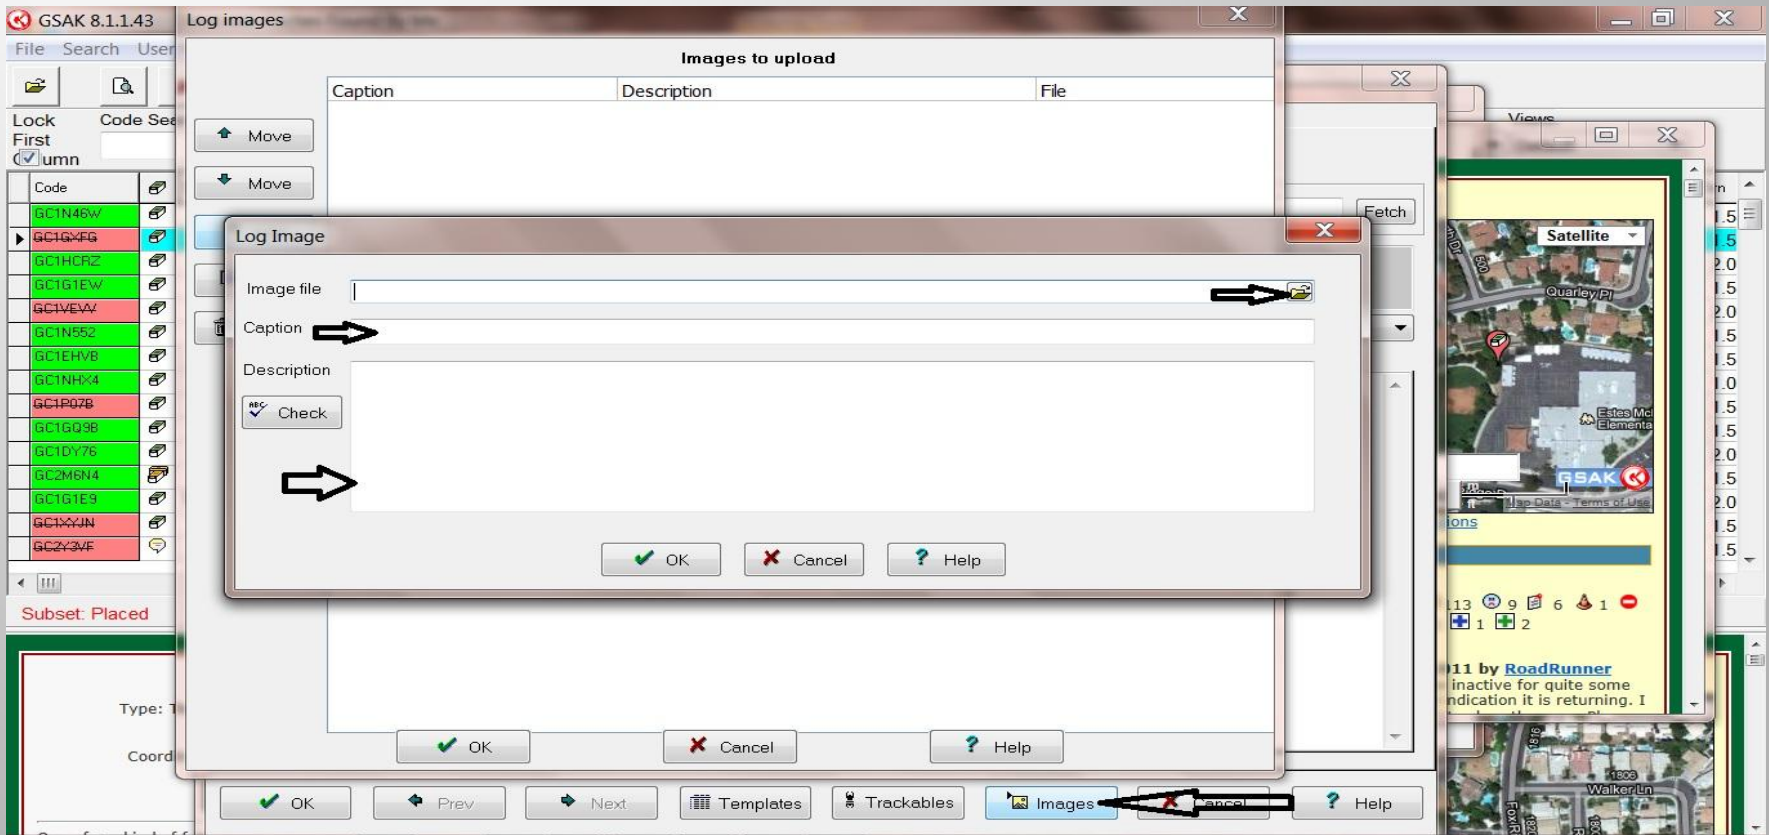 GSAK 8.1.1.43
Log images
File Search User
Images to upload
Caption Description File
Lock
First
Column
Code Sea
Views
Move
Move
Code
GC1N46W
GC1GXFG
GC1HCRZ
GC1G1EW
GC1VEVV
GC1N552
GC1EHVB
GC1NHX4
GC1P07B
GC1GQ9B
GC1DY76
GC2M6N4
GC1G1E9
GC1XYJN
GC2Y3VF
Fetch
Log Image
Image file
Caption
Description
ABC Check
OK Cancel Help
Satellite
Quarley Pl
500
Estes Mc
Elementa
GSAK
Map Data - Terms of Use
ions
1.5
1.5
2.0
1.5
2.0
1.5
1.5
1.0
1.5
1.5
2.0
1.5
2.0
1.5
1.5
113 9 6 1
1 2
011 by RoadRunner
inactive for quite some
ndication it is returning. I
Subset: Placed
Type: T
Coord
OK Cancel Help
OK Prev Next Templates Trackables Images Cancel Help
1816
1806
Walker Ln